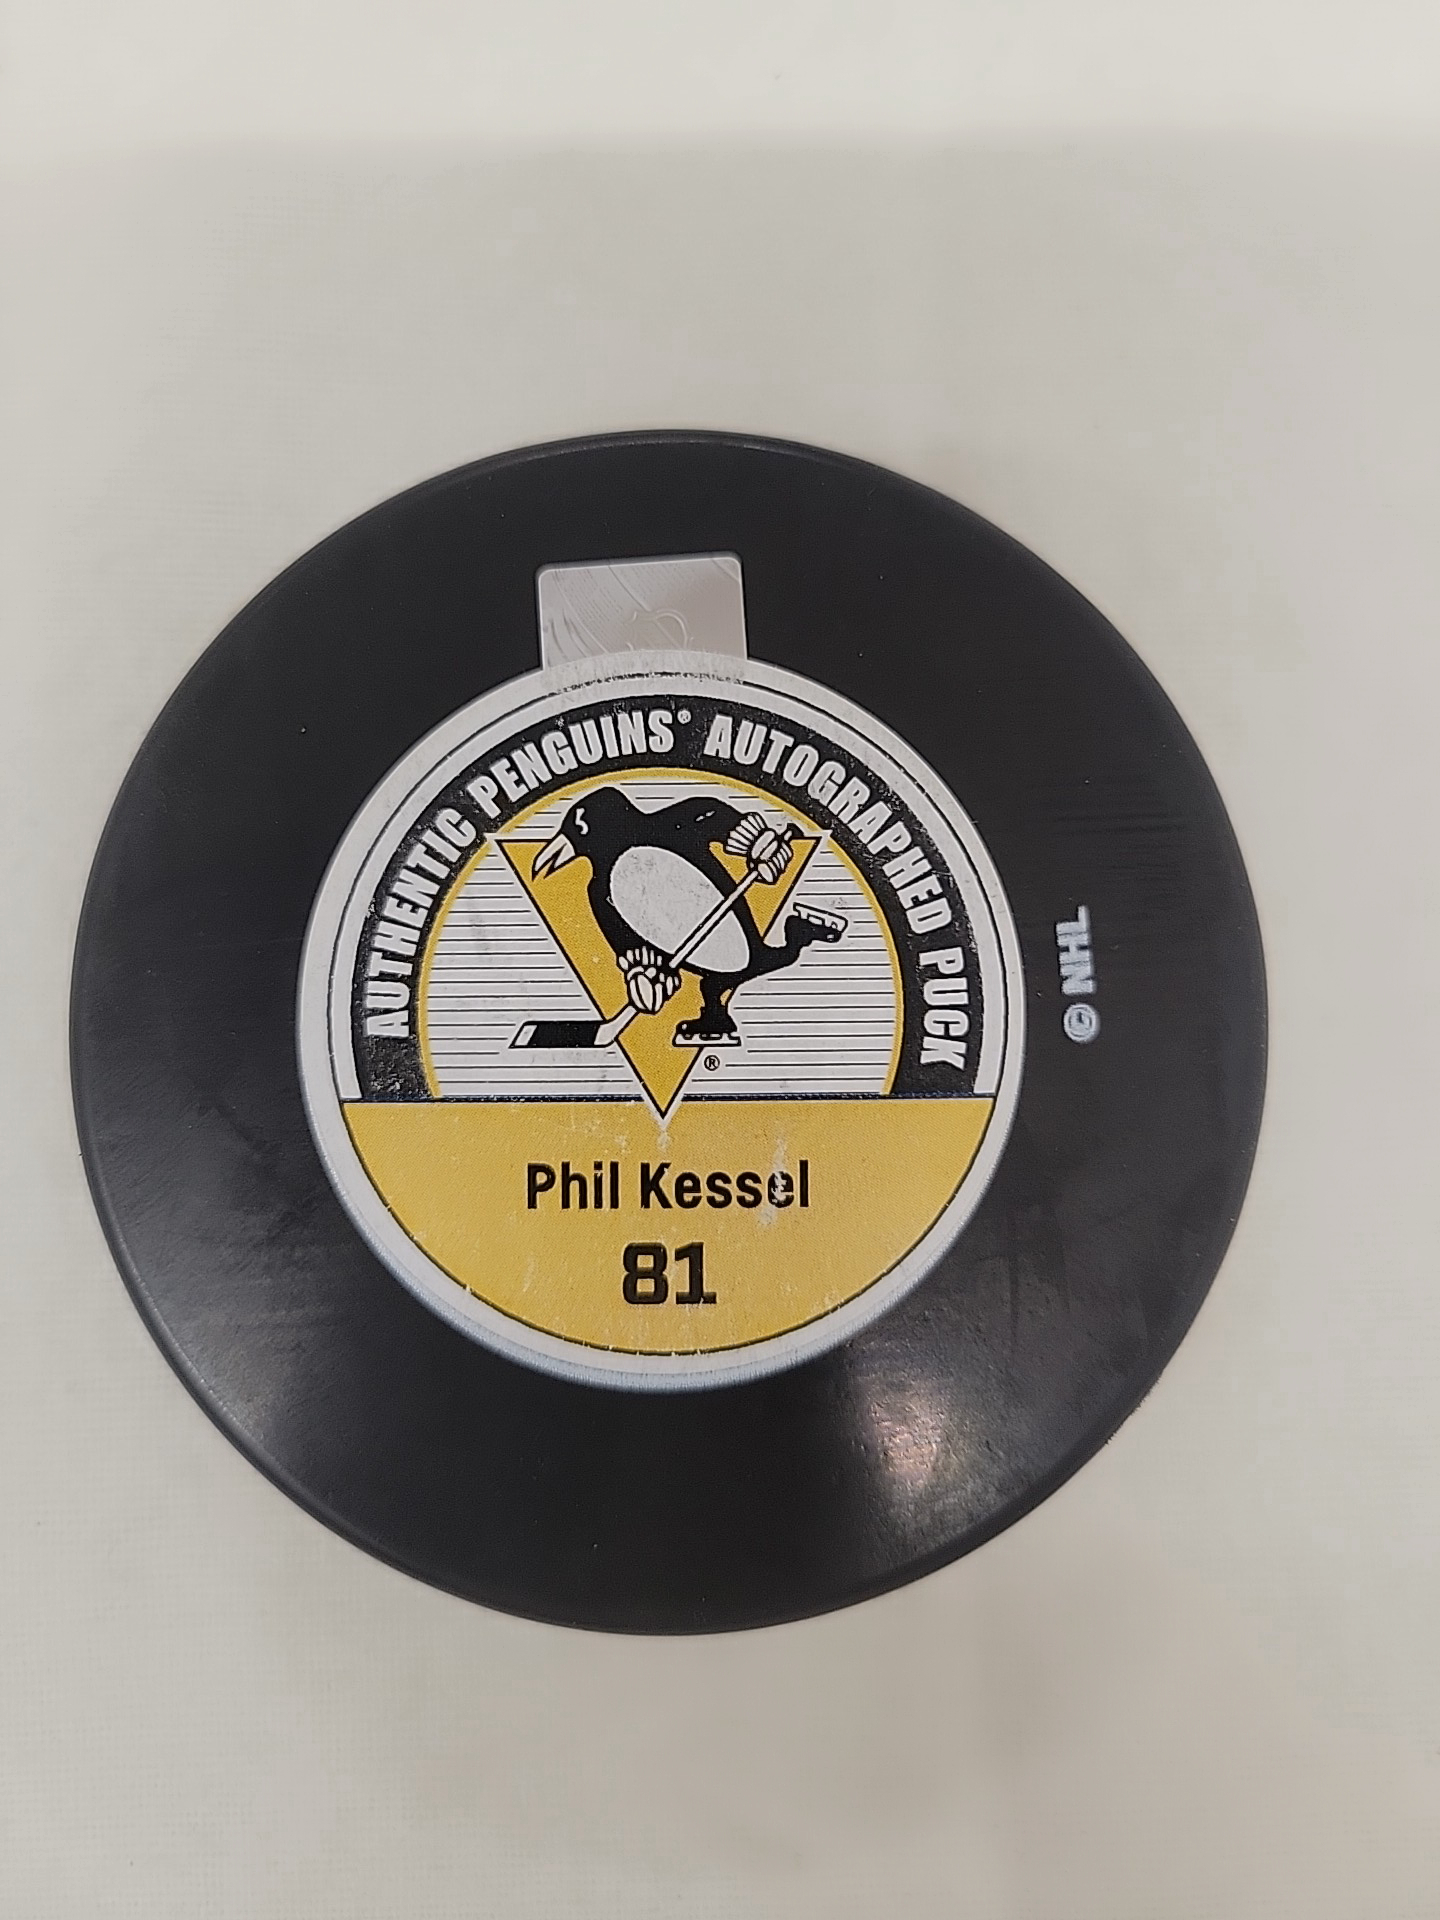 AUTHENTIC PENGUINS® AUTOGRAPHED PUCK
®
Phil Kessel
81
© NHL